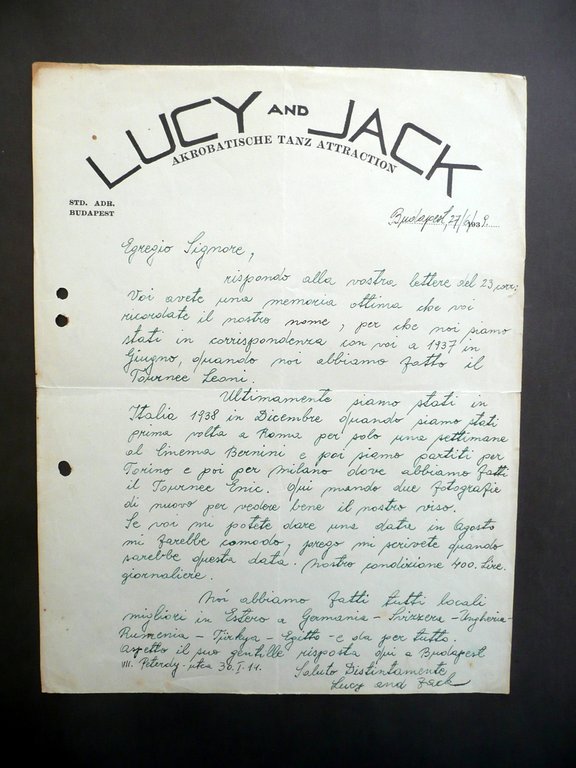 LUCY AND JACK
AKROBATISCHE TANZ ATTRACTION
STD. ADR.
BUDAPEST
Budapest, 27/6/1939.
Egregio Signore,
rispondo alla vostra lettere del 23 corr.
Voi avete una memoria ottima che voi
ricordate il nostro nome, per che noi siamo
stati in corrispondenza con voi a 1937 in
Giugno, quando noi abbiamo fatto il
Tournee Leoni.
Ultimamente siamo stati in
Italia 1938 in Dicembre quando siamo stati
prima volta a Roma per solo una settimane
al Cinema Bernini e poi siamo partiti per
Torino e poi per milano dove abbiamo fatti
il Tournee Enic. Qui mando due fotografie
di nuovo per vedere bene il nostro viso.
Se voi mi potete dare una data in Agosto
mi farebbe comodo, prego mi scrivete quando
sarebbe questa data. Nostro condizione 400. Lire.
giornaliere.
Noi abbiamo fatti tutti locali
migliori in Estero a Germania - Svizzera - Ungheria-
Rumenia - Türkya - Egitto - e da per tutto.
Aspetto il suo gentille risposta qui a Budapest
VII. Peterdy-utca 36. I. 11. Saluto Distintamente
Lucy and Jack